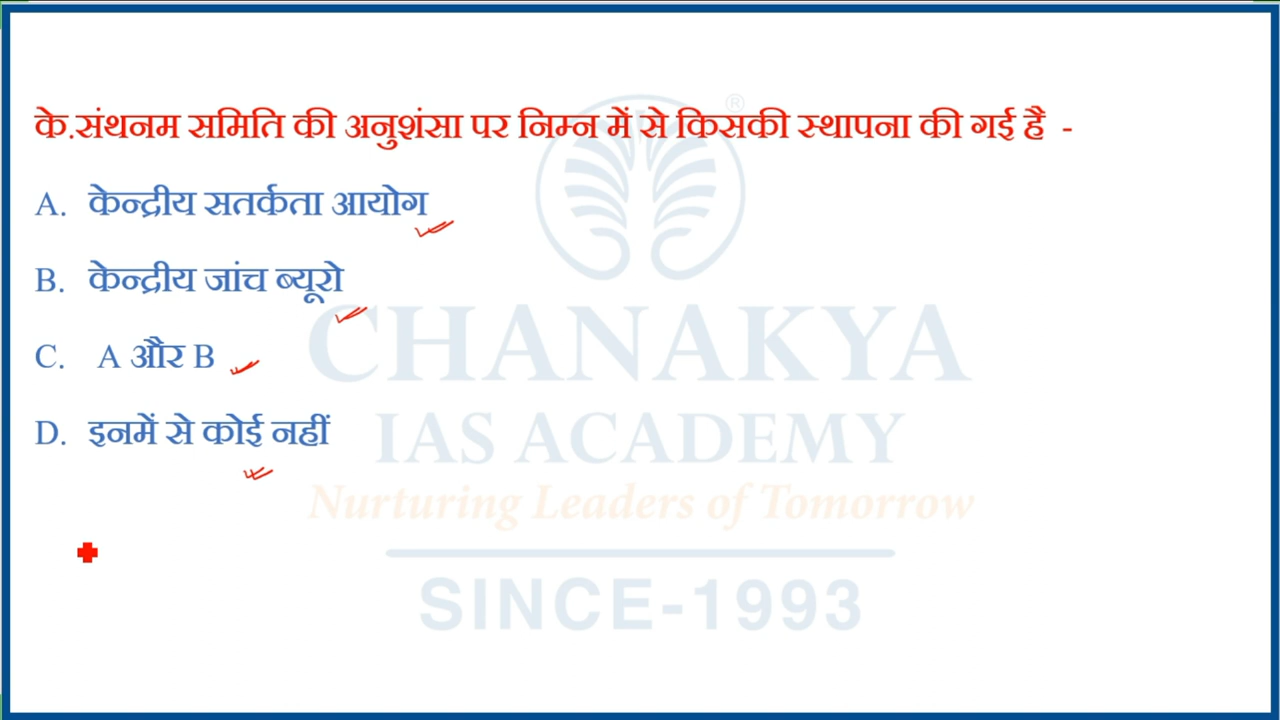 के.संथनम समिति की अनुशंसा पर निम्न में से किसकी स्थापना की गई है -
A. केन्द्रीय सतर्कता आयोग
B. केन्द्रीय जांच ब्यूरो
C. A और B
D. इनमें से कोई नहीं
®
CHANAKYA
IAS ACADEMY
Nurturing Leaders of Tomorrow
SINCE-1993